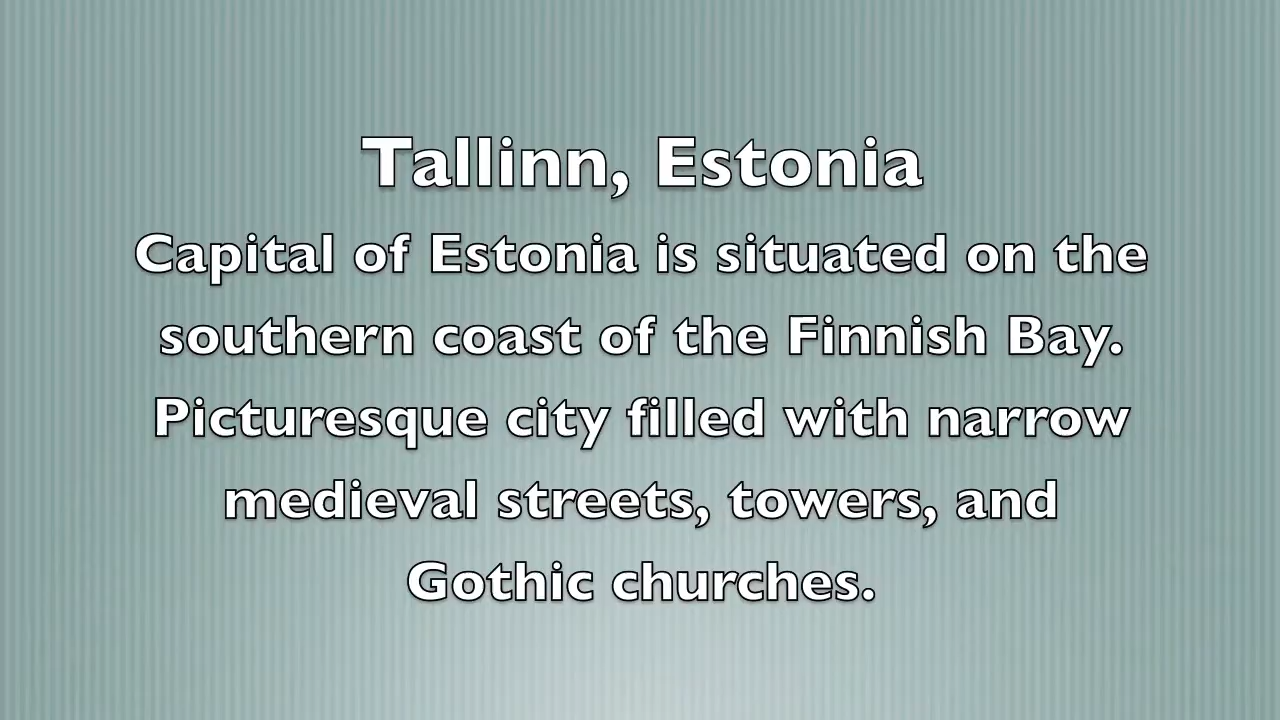 Tallinn, Estonia
Capital of Estonia is situated on the
southern coast of the Finnish Bay.
Picturesque city filled with narrow
medieval streets, towers, and
Gothic churches.